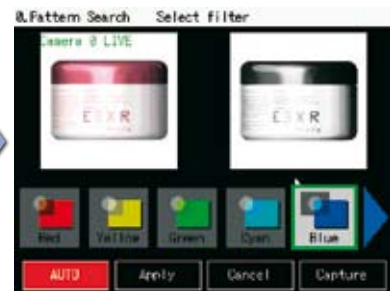 0.Pattern Search Select filter
Camera 0 LIVE
E X R
E X R
Red Yellow Green Cyan Blue
AUTO Apply Cancel Capture